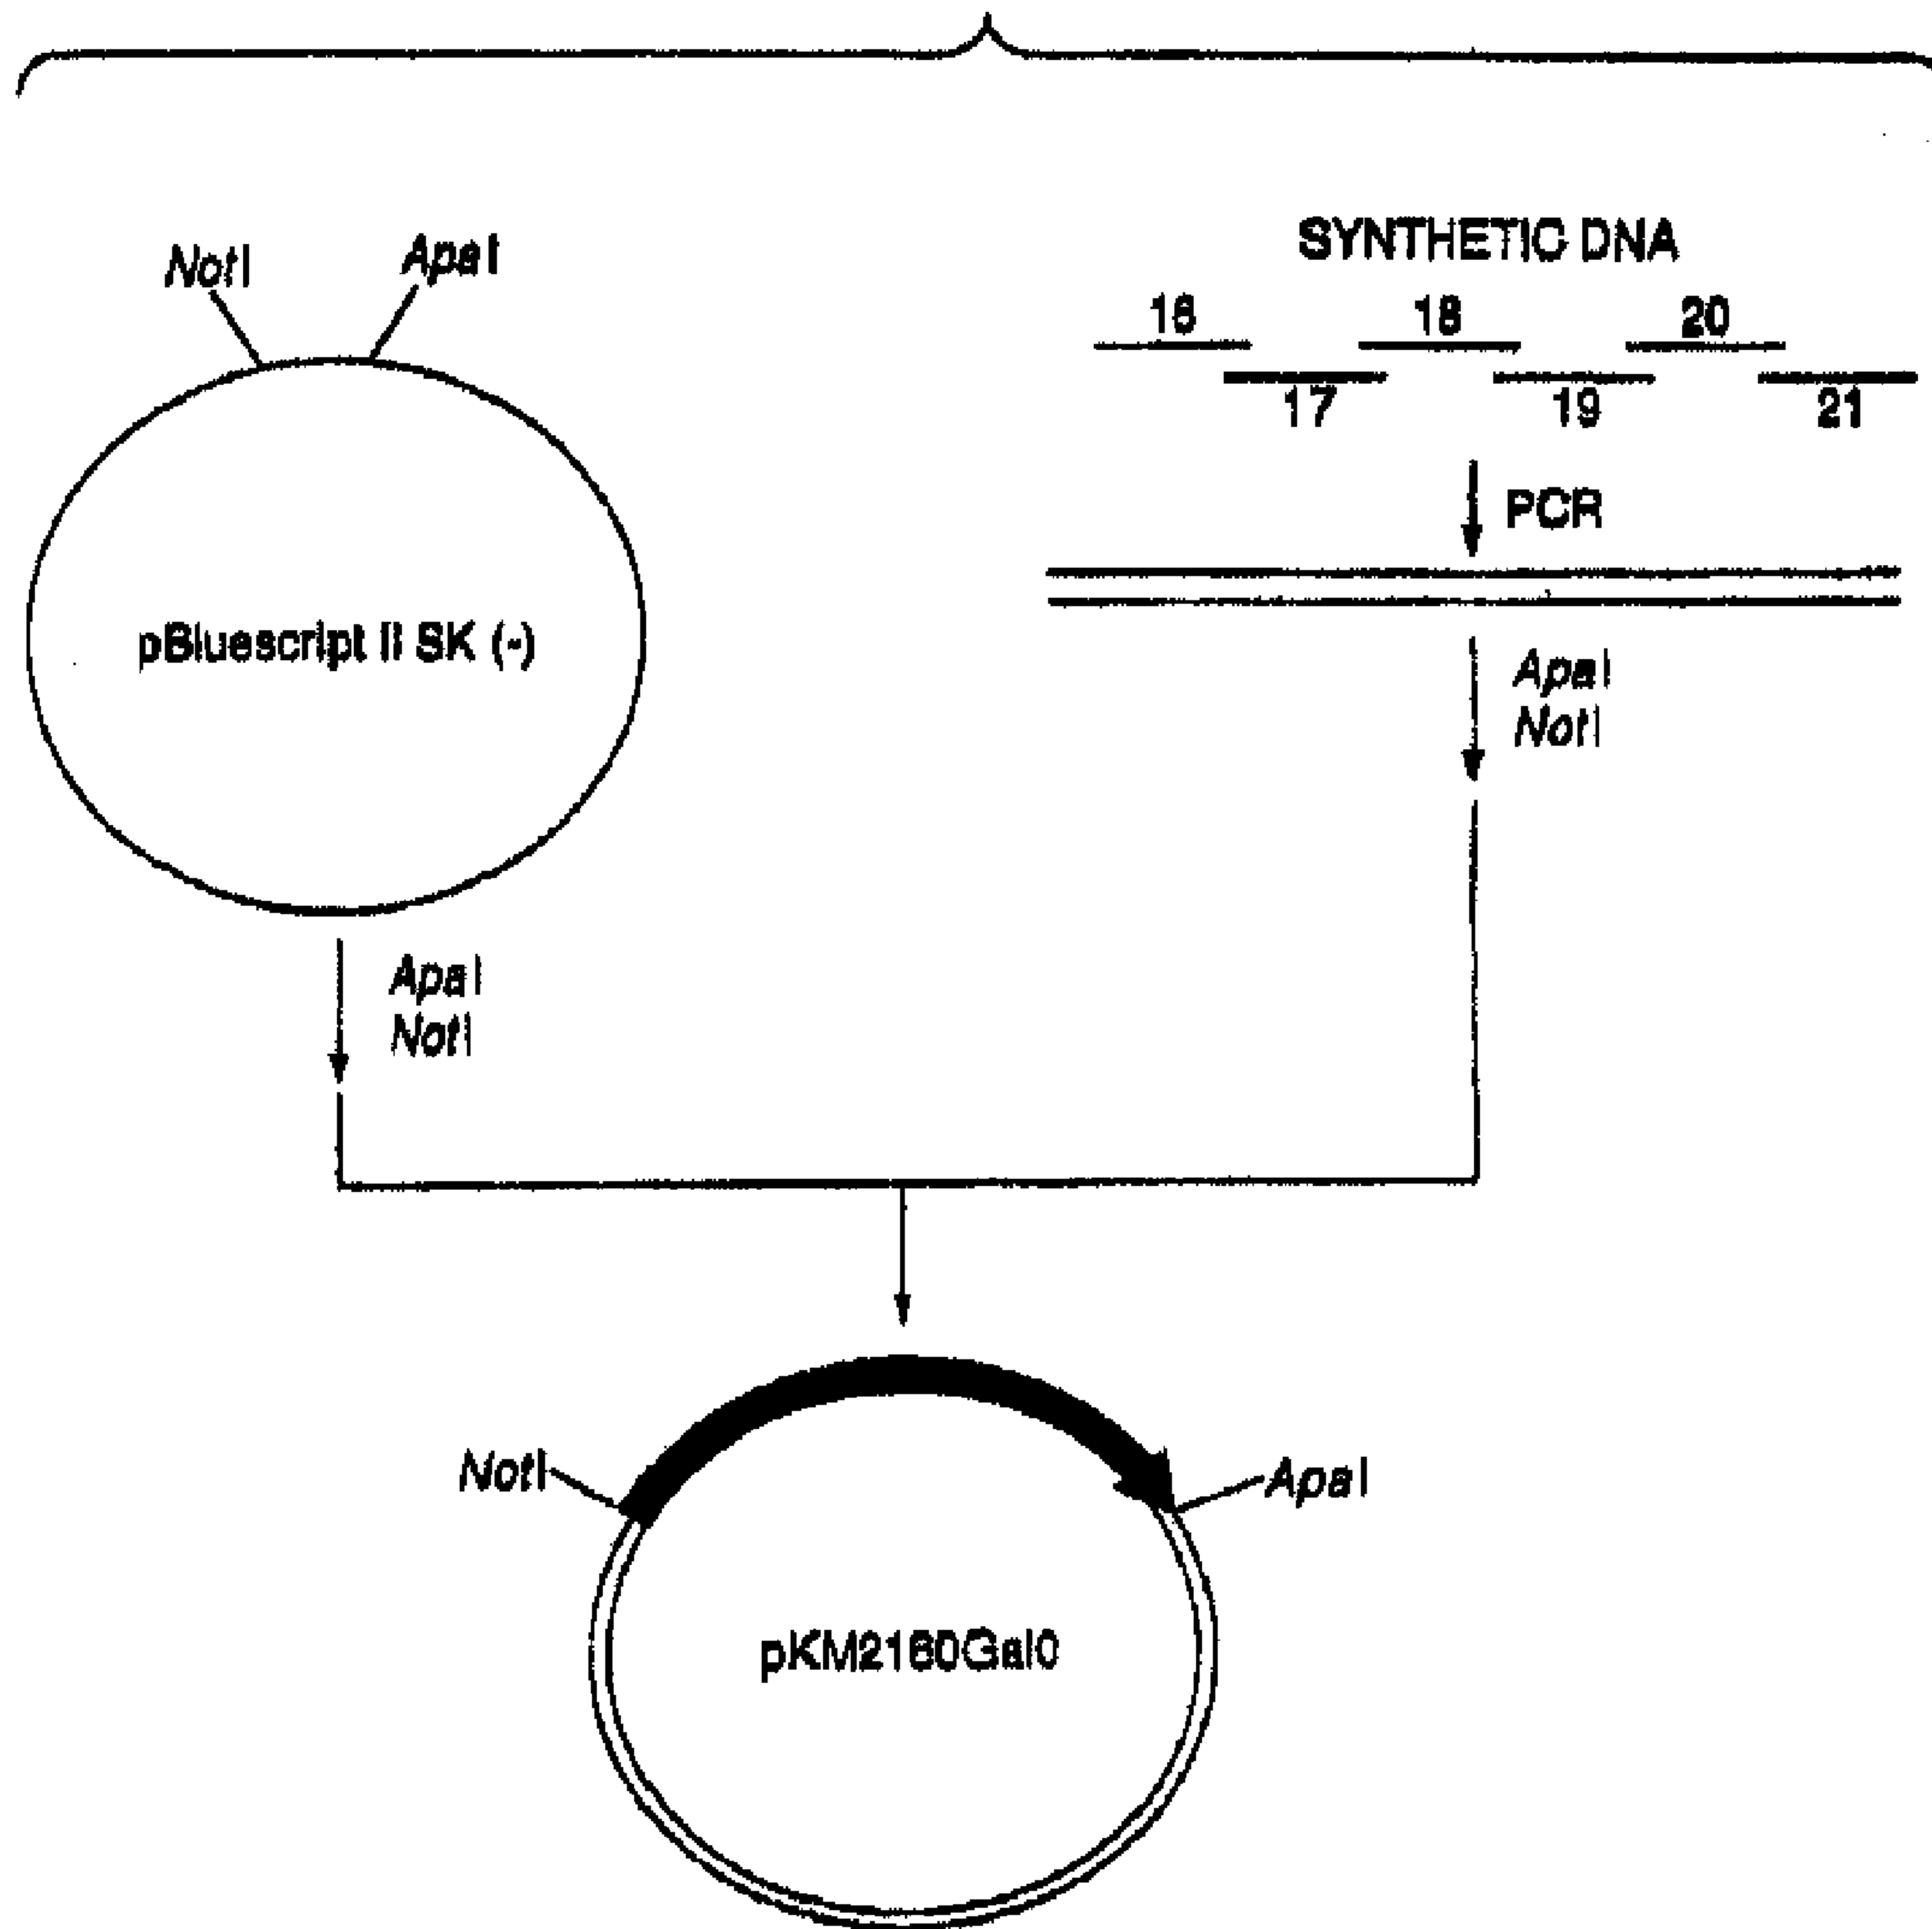 NotI
ApaI
SYNTHETIC DNA
16
18
20
17
19
21
PCR
pBluescript II SK (-)
ApaI
NotI
ApaI
NotI
NotI
ApaI
pKM2160Gal0